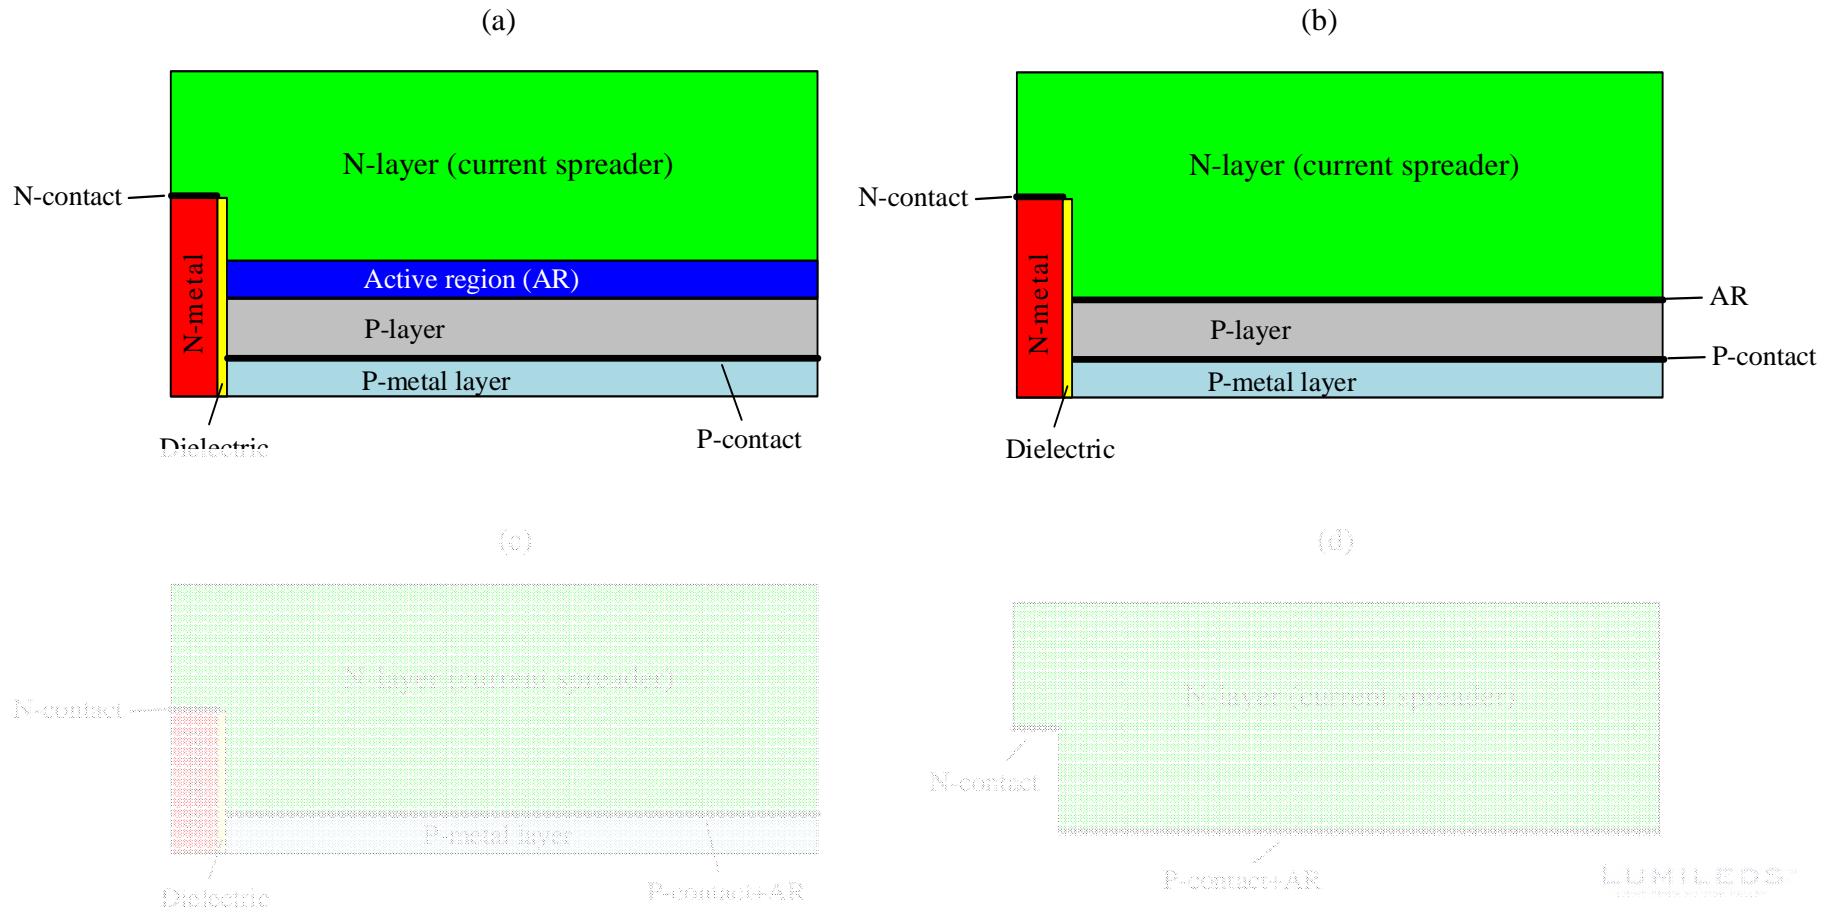 (a)
(b)
N-layer (current spreader)
N-layer (current spreader)
N-contact
N-contact
N-metal
N-metal
Active region (AR)
AR
P-layer
P-layer
P-contact
P-metal layer
P-metal layer
P-contact
Dielectric
Dielectric
(c)
(d)
N-layer (current spreader)
N-layer (current spreader)
N-contact
N-contact
P-metal layer
P-contact+AR
P-contact+AR
Dielectric
LUMILEDS